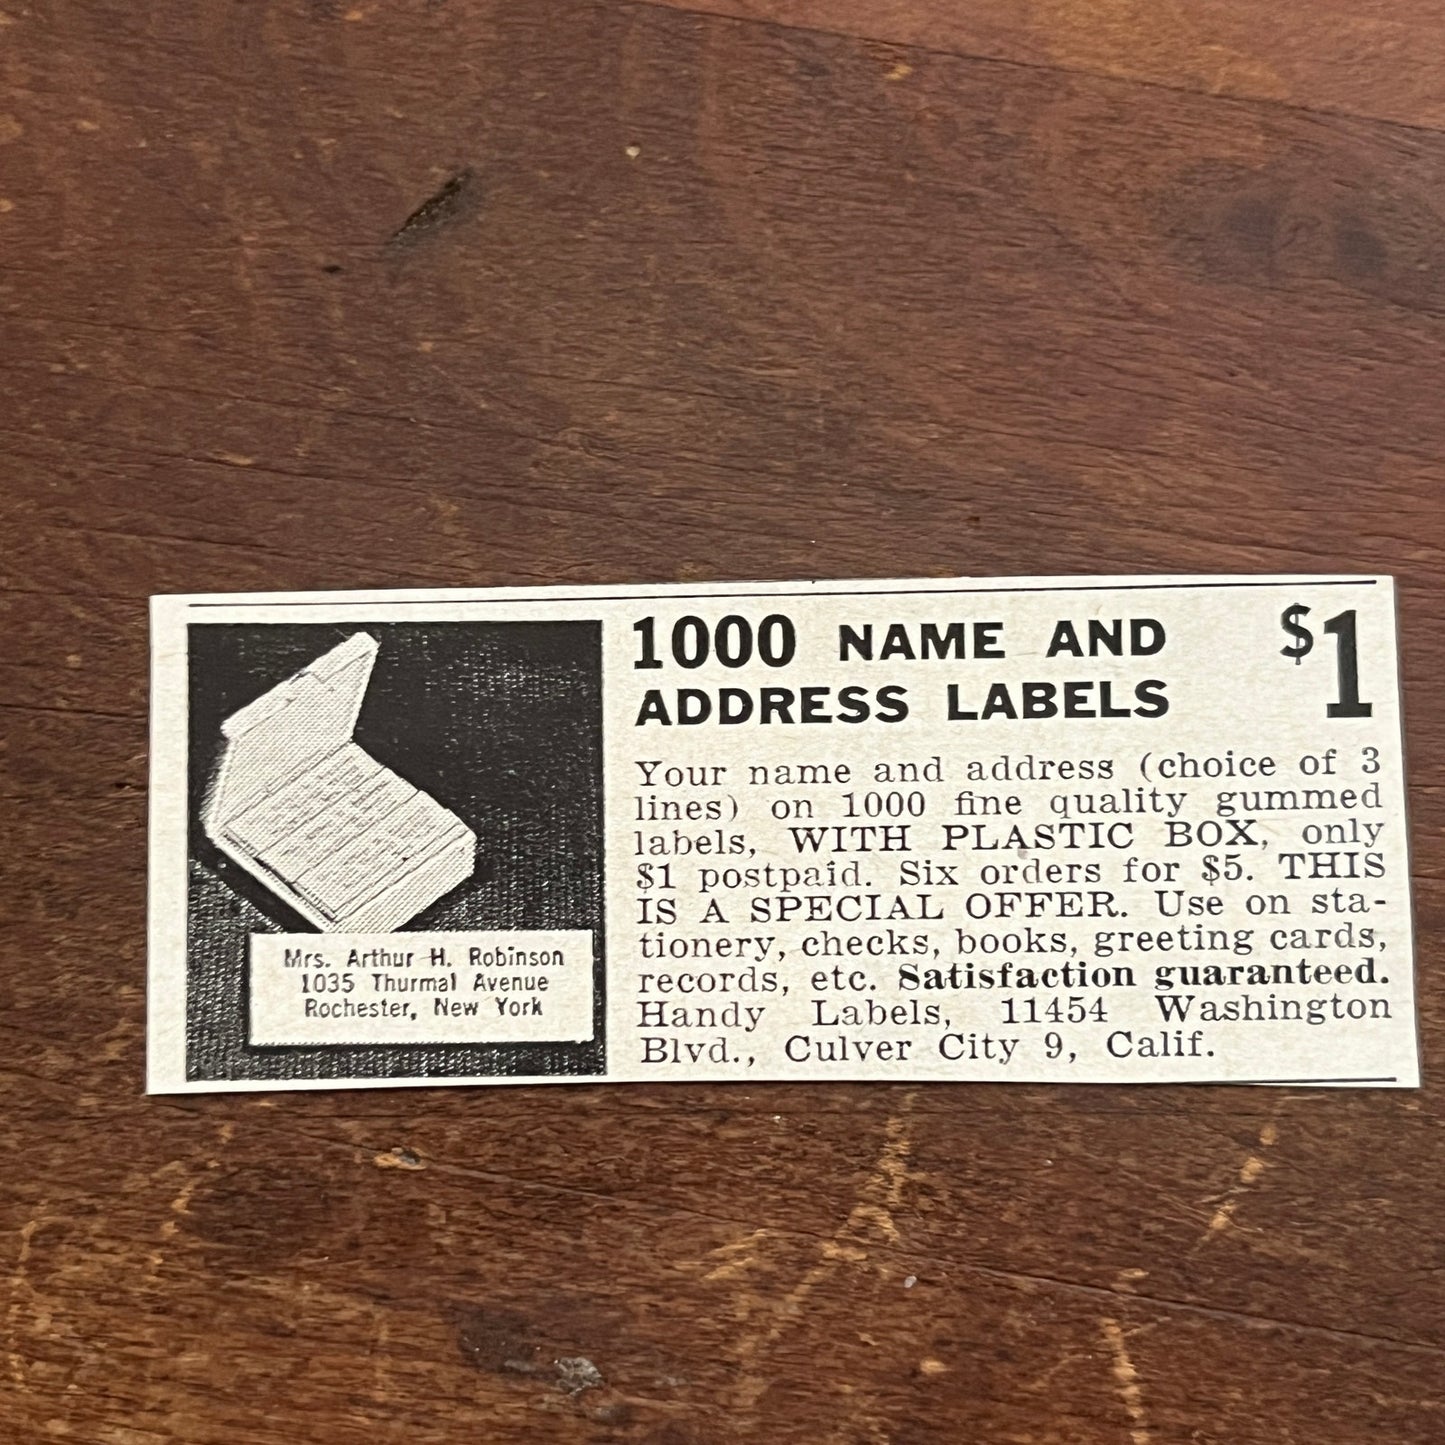 1000 NAME AND $1
ADDRESS LABELS
Your name and address (choice of 3
lines) on 1000 fine quality gummed
labels, WITH PLASTIC BOX, only
$1 postpaid. Six orders for $5. THIS
IS A SPECIAL OFFER. Use on sta-
tionery, checks, books, greeting cards,
records, etc. Satisfaction guaranteed.
Handy Labels, 11454 Washington
Blvd., Culver City 9, Calif.
Mrs. Arthur H. Robinson
1035 Thurmal Avenue
Rochester, New York